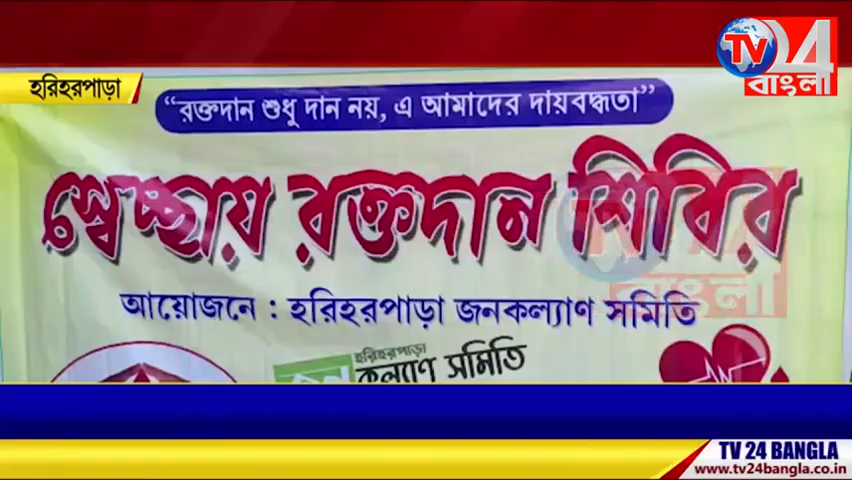 TV 24
বাংলা
হরিহরপাড়া
“রক্তদান শুধু দান নয়, এ আমাদের দায়বদ্ধতা”
স্বেচ্ছায় রক্তদান শিবির
আয়োজনে : হরিহরপাড়া জনকল্যাণ সমিতি
হরিহরপাড়া
কল্যাণ সমিতি
TV 24 BANGLA
www.tv24bangla.co.in